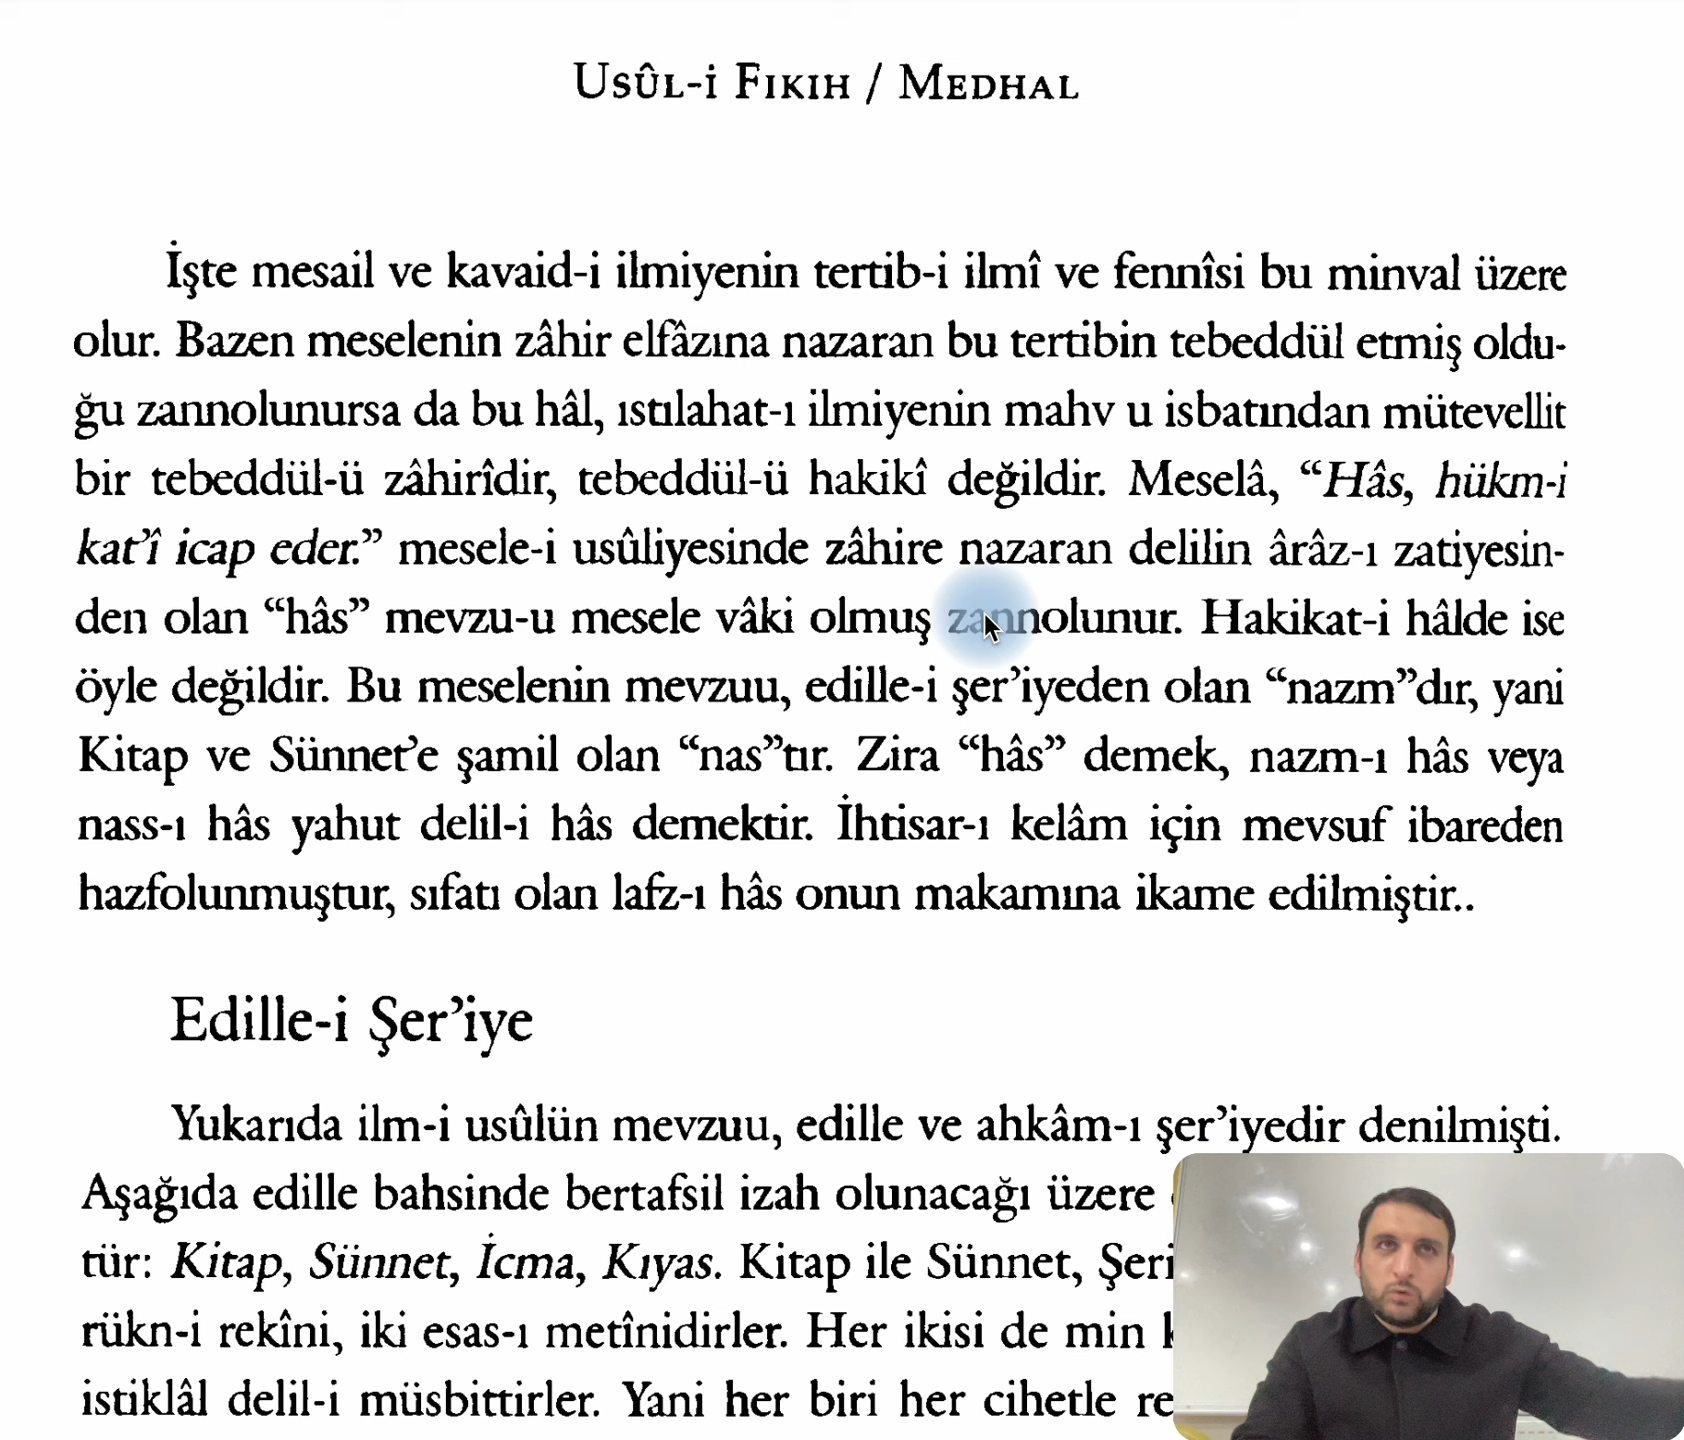 USÛL-İ FIKIH / MEDHAL
İşte mesail ve kavaid-i ilmiyenin tertib-i ilmî ve fennîsi bu minval üzere
olur. Bazen meselenin zâhir elfâzına nazaran bu tertibin tebeddül etmiş oldu-
ğu zannolunursa da bu hâl, ıstılahat-ı ilmiyenin mahv u isbatından mütevellit
bir tebeddül-ü zâhirîdir, tebeddül-ü hakikî değildir. Meselâ, “Hâs, hükm-i
kat’î icap eder.” mesele-i usûliyesinde zâhire nazaran delilin ârâz-ı zatiyesin-
den olan “hâs” mevzu-u mesele vâki olmuş zannolunur. Hakikat-i hâlde ise
öyle değildir. Bu meselenin mevzuu, edille-i şer’iyeden olan “nazm”dır, yani
Kitap ve Sünnet’e şamil olan “nas”tır. Zira “hâs” demek, nazm-ı hâs veya
nass-ı hâs yahut delil-i hâs demektir. İhtisar-ı kelâm için mevsuf ibareden
hazfolunmuştur, sıfatı olan lafz-ı hâs onun makamına ikame edilmiştir..
Edille-i Şer’iye
Yukarıda ilm-i usûlün mevzuu, edille ve ahkâm-ı şer’iyedir denilmişti.
Aşağıda edille bahsinde bertafsil izah olunacağı üzere
tür: Kitap, Sünnet, İcma, Kıyas. Kitap ile Sünnet, Şeri
rükn-i rekîni, iki esas-ı metînidirler. Her ikisi de min
istiklâl delil-i müsbittirler. Yani her biri her cihetle re